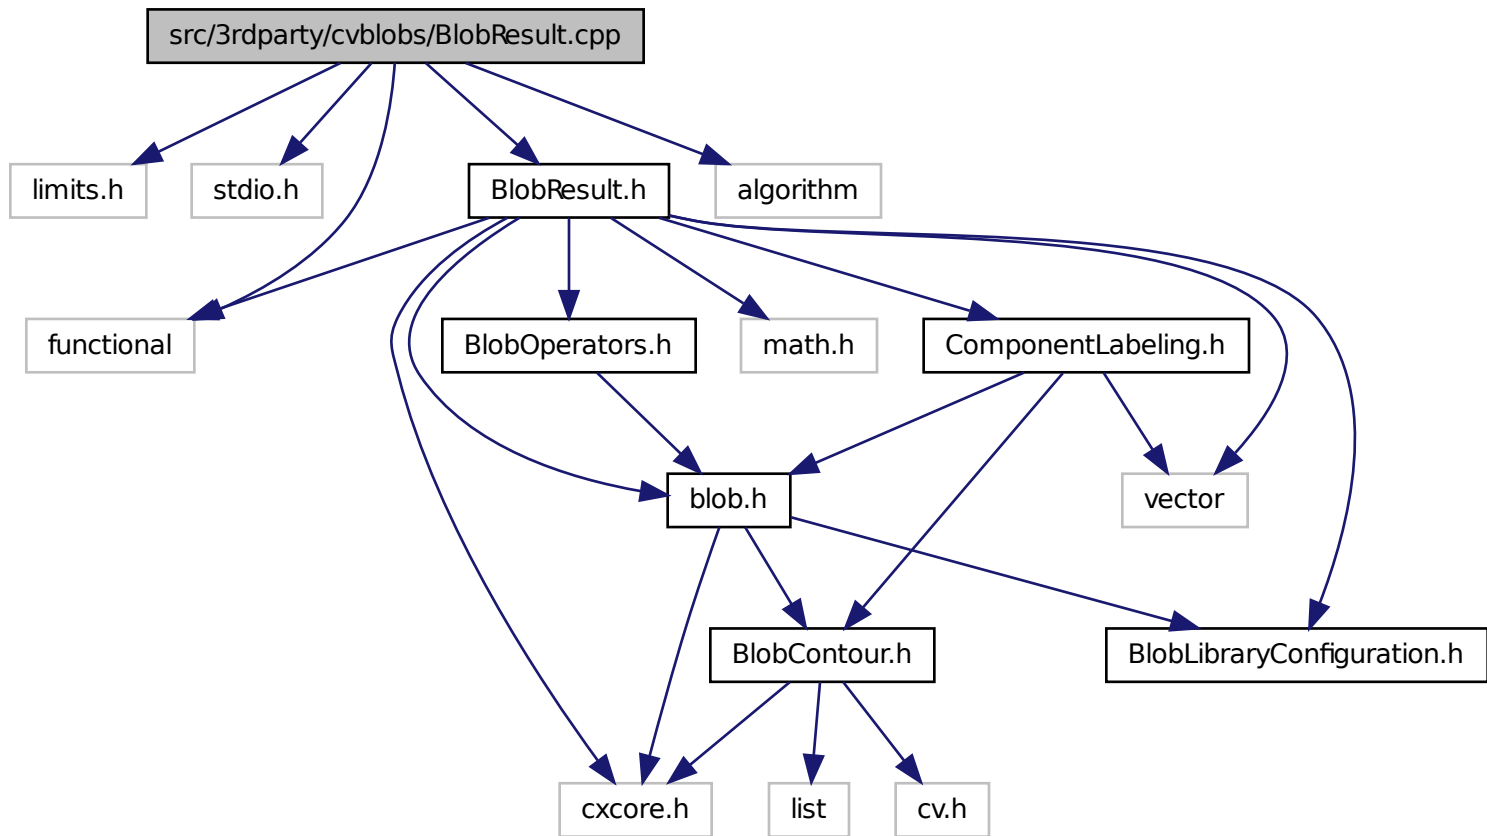 src/3rdparty/cvblobs/BlobResult.cpp
limits.h
stdio.h
BlobResult.h
algorithm
functional
BlobOperators.h
math.h
ComponentLabeling.h
blob.h
vector
BlobContour.h
BlobLibraryConfiguration.h
cxcore.h
list
cv.h